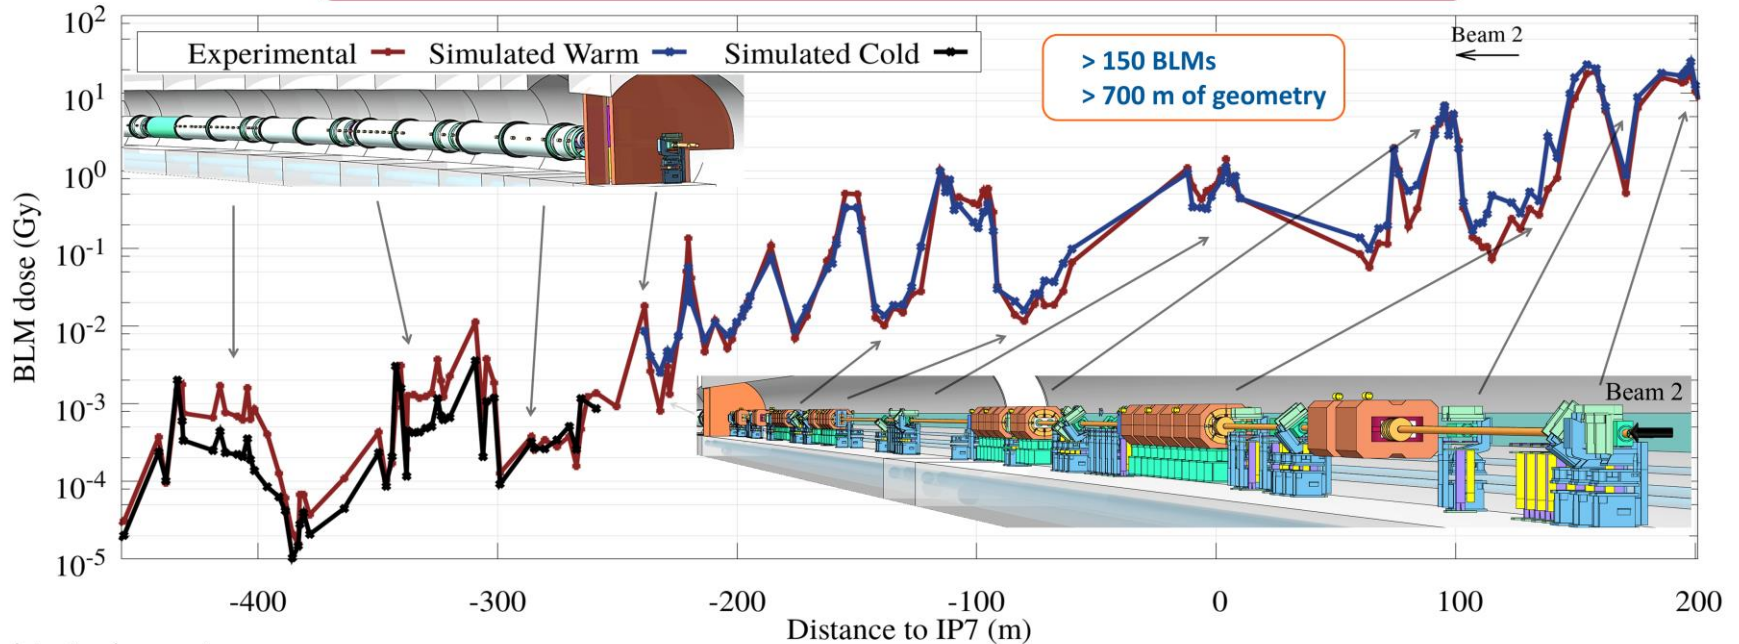 10^2
10^1
10^0
10^-1
10^-2
10^-3
10^-4
10^-5
BLM dose (Gy)
Experimental
Simulated Warm
Simulated Cold
> 150 BLMs
> 700 m of geometry
Beam 2
Beam 2
-400
-300
-200
-100
0
100
200
Distance to IP7 (m)